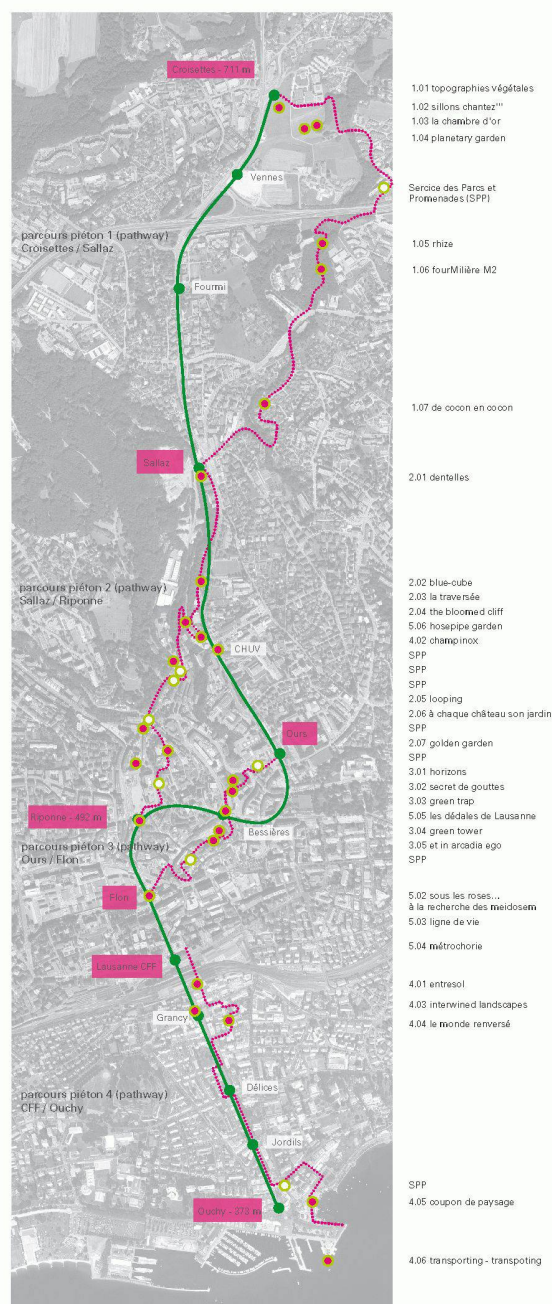 Croisettes - 711 m
1.01 topographies végétales
1.02 sillons chantez'''
1.03 la chambre d'or
1.04 planetary garden
Vennes
Sercice des Parcs et
Promenades (SPP)
parcours piéton 1 (pathway)
Croisettes / Sallaz
1.05 rhize
1.06 fourMilière M2
Fourmi
1.07 de cocon en cocon
Sallaz
2.01 dentelles
parcours piéton 2 (pathway)
Sallaz / Riponne
2.02 blue-cube
2.03 la traversée
2.04 the bloomed cliff
5.06 hosepipe garden
4.02 champinox
CHUV
SPP
SPP
SPP
2.05 looping
2.06 à chaque château son jardin
SPP
Ours
2.07 golden garden
SPP
3.01 horizons
3.02 secret de gouttes
3.03 green trap
Riponne - 492 m
5.05 les dédales de Lausanne
Bessières
3.04 green tower
parcours piéton 3 (pathway)
Ours / Flon
3.05 et in arcadia ego
SPP
Flon
5.02 sous les roses...
à la recherche des meidosem
5.03 ligne de vie
5.04 métrochorie
Lausanne CFF
4.01 entresol
4.03 interwined landscapes
Grancy
4.04 le monde renversé
Délices
parcours piéton 4 (pathway)
CFF / Ouchy
Jordils
SPP
4.05 coupon de paysage
Ouchy - 373 m
4.06 transporting - transpoting